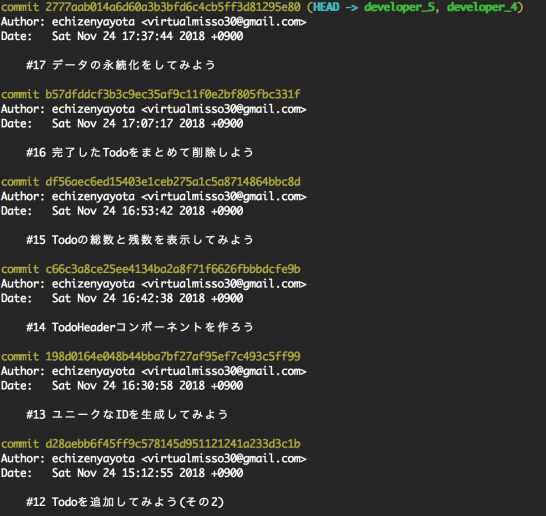 commit 2777aab014a6d60a3b3bfd6c4cb5ff3d81295e80 (HEAD -> developer_5, developer_4)
Author: echizenyayota <virtualmisso30@gmail.com>
Date:   Sat Nov 24 17:37:44 2018 +0900
#17 データの永続化をしてみよう
commit b57dfddcf3b3c9ec35af9c11f0e2bf805fbc331f
Author: echizenyayota <virtualmisso30@gmail.com>
Date:   Sat Nov 24 17:07:17 2018 +0900
#16 完了したTodoをまとめて削除しよう
commit df56aec6ed15403e1ceb275a1c5a8714864bbc8d
Author: echizenyayota <virtualmisso30@gmail.com>
Date:   Sat Nov 24 16:53:42 2018 +0900
#15 Todoの総数と残数を表示してみよう
commit c66c3a8ce25ee4134ba2a8f71f6626fbbbdcfe9b
Author: echizenyayota <virtualmisso30@gmail.com>
Date:   Sat Nov 24 16:42:38 2018 +0900
#14 TodoHeaderコンポーネントを作ろう
commit 198d0164e048b44bba7bf27af95ef7c493c5ff99
Author: echizenyayota <virtualmisso30@gmail.com>
Date:   Sat Nov 24 16:30:58 2018 +0900
#13 ユニークなIDを生成してみよう
commit d28aebb6f45ff9c578145d951121241a233d3c1b
Author: echizenyayota <virtualmisso30@gmail.com>
Date:   Sat Nov 24 15:12:55 2018 +0900
#12 Todoを追加してみよう(その2)